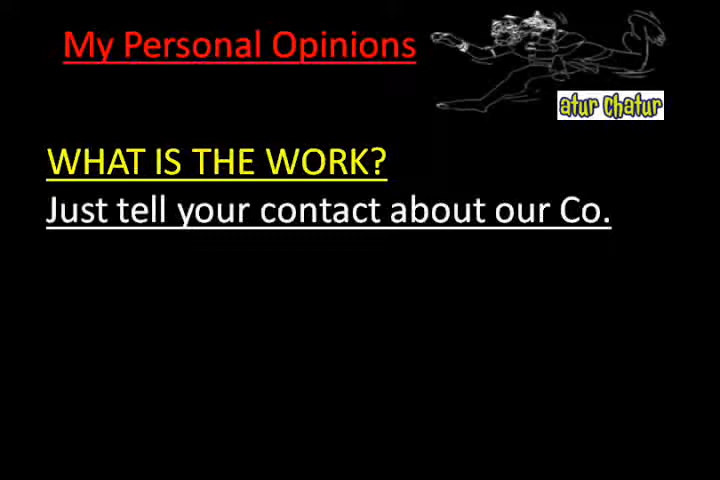 My Personal Opinions
atur Chatur
WHAT IS THE WORK?
Just tell your contact about our Co.